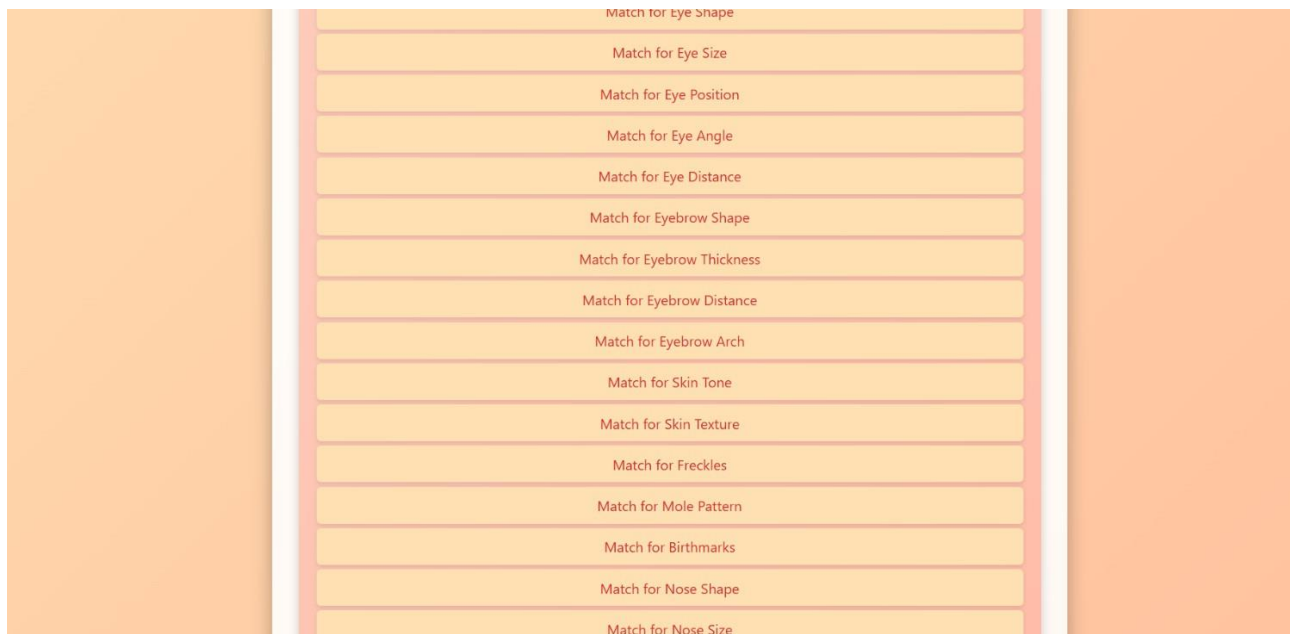 Match for Eye Shape
Match for Eye Size
Match for Eye Position
Match for Eye Angle
Match for Eye Distance
Match for Eyebrow Shape
Match for Eyebrow Thickness
Match for Eyebrow Distance
Match for Eyebrow Arch
Match for Skin Tone
Match for Skin Texture
Match for Freckles
Match for Mole Pattern
Match for Birthmarks
Match for Nose Shape
Match for Nose Size